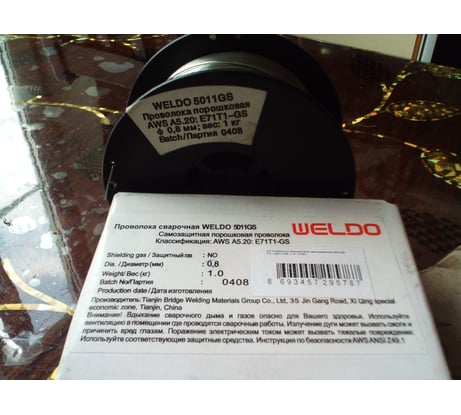 WELDO 5011GS
Проволока порошковая
AWS A5.20: E71T1-GS
ф 0,8 мм; вес: 1 кг
Batch/Партия 0408
Проволока сварочная WELDO 5011GS
Самозащитная порошковая проволока
Классификация: AWS A5.20: E71T1-GS
WELDO
Shielding gas / Защитный газ : NO
Dia. / Диаметр(мм) : 0,8
Weight / Вес (кг) : 1.0
Batch No/Партия : 0408
Production date / Дата изготовления
8 693457 295787
Производитель: Tianjin Bridge Welding Materials Group Co., Ltd, 35 Jin Gang Road, Xi Qing special
economic zone, Tianjin, China
Внимание! Вдыхание сварочного дыма и газов опасно для Вашего здоровья. Используйте
вентиляцию в помещении где проводятся сварочные работы. Излучение дуги может вызвать ожоги и
причинить вред глазам. Поражение электрическим током может вызвать тяжелые повреждения.
Используйте соответствующие защитные средства. Инструкция по безопасности AWS ANSI Z49.1